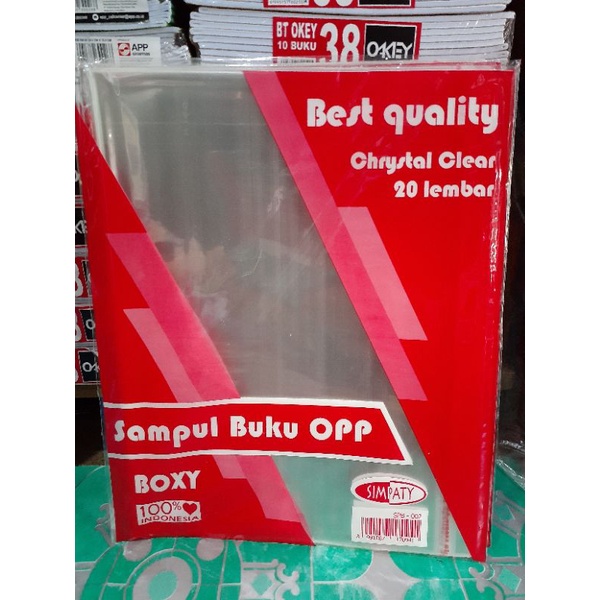 BT OKEY
10 BUKU
38
OKEY
APP
Best quality
Chrystal Clear
20 lembar
Sampul Buku OPP
BOXY
100%
INDONESIA
SIMPATY
SPB - 007